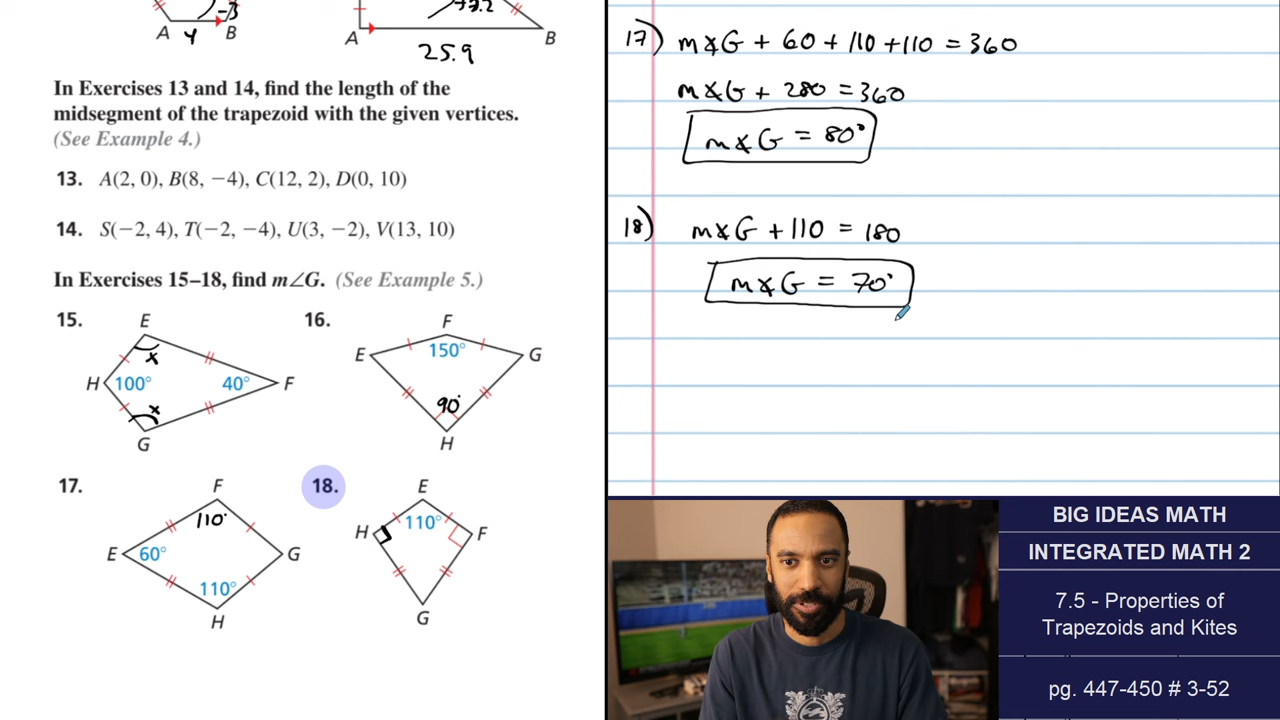 -3
A 4 B
77.2
A B
25.9
In Exercises 13 and 14, find the length of the
midsegment of the trapezoid with the given vertices.
(See Example 4.)
13. A(2, 0), B(8, −4), C(12, 2), D(0, 10)
14. S(−2, 4), T(−2, −4), U(3, −2), V(13, 10)
In Exercises 15–18, find m∠G. (See Example 5.)
15. E
x
H 100° 40° F
x
G
16. F
E 150° G
90°
H
17. F
110°
E 60° G
110°
H
18. E
H 110° F
G
17) m∡G + 60 + 110 + 110 = 360
m∡G + 280 = 360
m∡G = 80°
18) m∡G + 110 = 180
m∡G = 70°
BIG IDEAS MATH
INTEGRATED MATH 2
7.5 - Properties of
Trapezoids and Kites
pg. 447-450 # 3-52